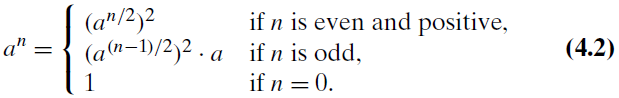 (a^{n/2})^2 if n is even and positive,
a^n = { (a^{(n−1)/2})^2 · a if n is odd, (4.2)
1 if n = 0.